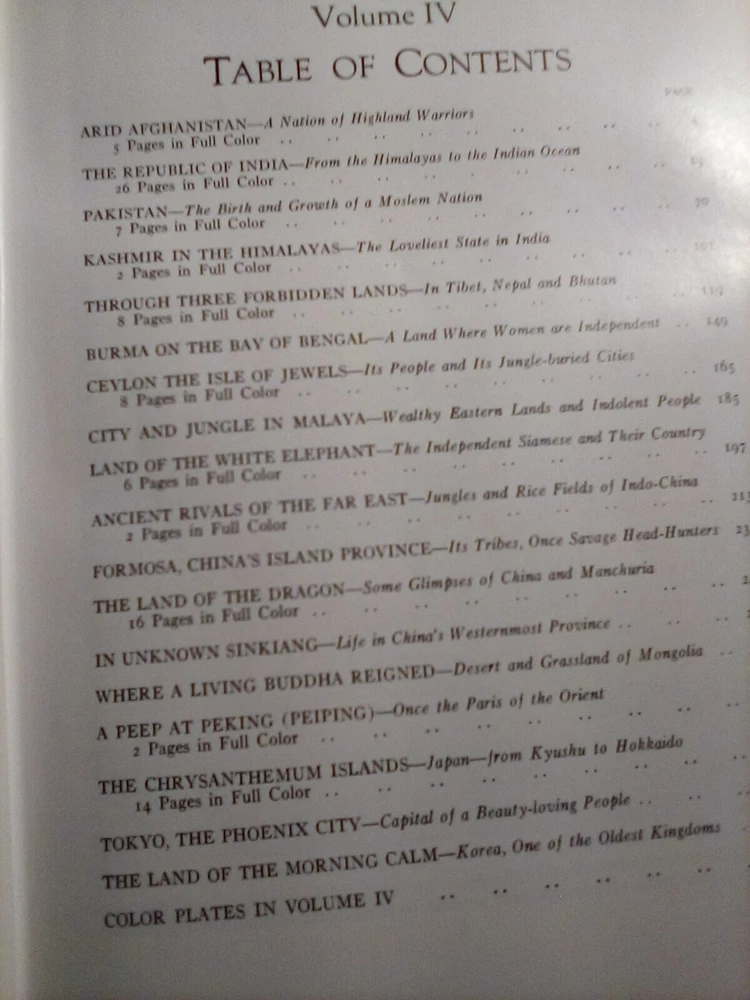 Volume IV
TABLE OF CONTENTS
PAGE
ARID AFGHANISTAN—A Nation of Highland Warriors
5 Pages in Full Color
THE REPUBLIC OF INDIA—From the Himalayas to the Indian Ocean
26 Pages in Full Color
PAKISTAN—The Birth and Growth of a Moslem Nation
7 Pages in Full Color
KASHMIR IN THE HIMALAYAS—The Loveliest State in India
2 Pages in Full Color
THROUGH THREE FORBIDDEN LANDS—In Tibet, Nepal and Bhutan
8 Pages in Full Color .. 119
BURMA ON THE BAY OF BENGAL—A Land Where Women are Independent .. 149
CEYLON THE ISLE OF JEWELS—Its People and Its Jungle-buried Cities
8 Pages in Full Color .. 165
CITY AND JUNGLE IN MALAYA—Wealthy Eastern Lands and Indolent People 185
LAND OF THE WHITE ELEPHANT—The Independent Siamese and Their Country
6 Pages in Full Color .. 197
ANCIENT RIVALS OF THE FAR EAST—Jungles and Rice Fields of Indo-China
2 Pages in Full Color
FORMOSA, CHINA'S ISLAND PROVINCE—Its Tribes, Once Savage Head-Hunters
THE LAND OF THE DRAGON—Some Glimpses of China and Manchuria
16 Pages in Full Color
IN UNKNOWN SINKIANG—Life in China's Westernmost Province
WHERE A LIVING BUDDHA REIGNED—Desert and Grassland of Mongolia
A PEEP AT PEKING (PEIPING)—Once the Paris of the Orient
2 Pages in Full Color
THE CHRYSANTHEMUM ISLANDS—Japan—from Kyushu to Hokkaido
14 Pages in Full Color
TOKYO, THE PHOENIX CITY—Capital of a Beauty-loving People
THE LAND OF THE MORNING CALM—Korea, One of the Oldest Kingdoms
COLOR PLATES IN VOLUME IV